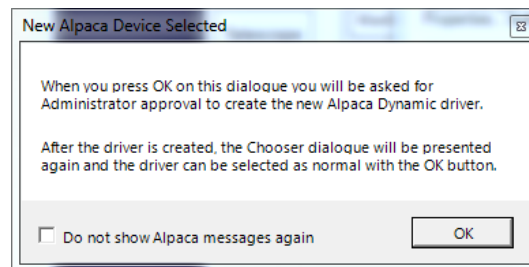 New Alpaca Device Selected
When you press OK on this dialogue you will be asked for
Administrator approval to create the new Alpaca Dynamic driver.
After the driver is created, the Chooser dialogue will be presented
again and the driver can be selected as normal with the OK button.
Do not show Alpaca messages again
OK